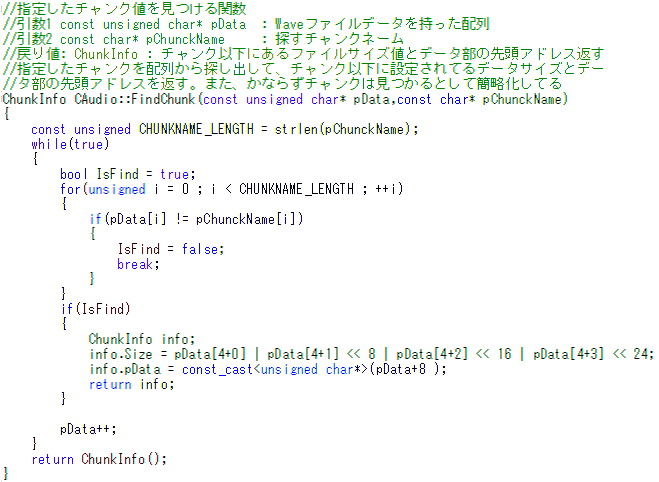 //指定したチャンク値を見つける関数
//引数1 const unsigned char* pData  : Waveファイルデータを持った配列
//引数2 const char* pChunckName     : 探すチャンクネーム
//戻り値: ChunkInfo : チャンク以下にあるファイルサイズ値とデータ部の先頭アドレス返す
//指定したチャンクを配列から探し出して、チャンク以下に設定されてるデータサイズとデー
//タ部の先頭アドレスを返す。また、かならずチャンクは見つかるとして簡略化してる
ChunkInfo CAudio::FindChunk(const unsigned char* pData,const char* pChunckName)
{
    const unsigned CHUNKNAME_LENGTH = strlen(pChunckName);
    while(true)
    {
        bool IsFind = true;
        for(unsigned i = 0 ; i < CHUNKNAME_LENGTH ; ++i)
        {
            if(pData[i] != pChunckName[i])
            {
                IsFind = false;
                break;
            }
        }
        if(IsFind)
        {
            ChunkInfo info;
            info.Size = pData[4+0] | pData[4+1] << 8 | pData[4+2] << 16 | pData[4+3] << 24;
            info.pData = const_cast<unsigned char*>(pData+8 );
            return info;
        }

        pData++;
    }
    return ChunkInfo();
}